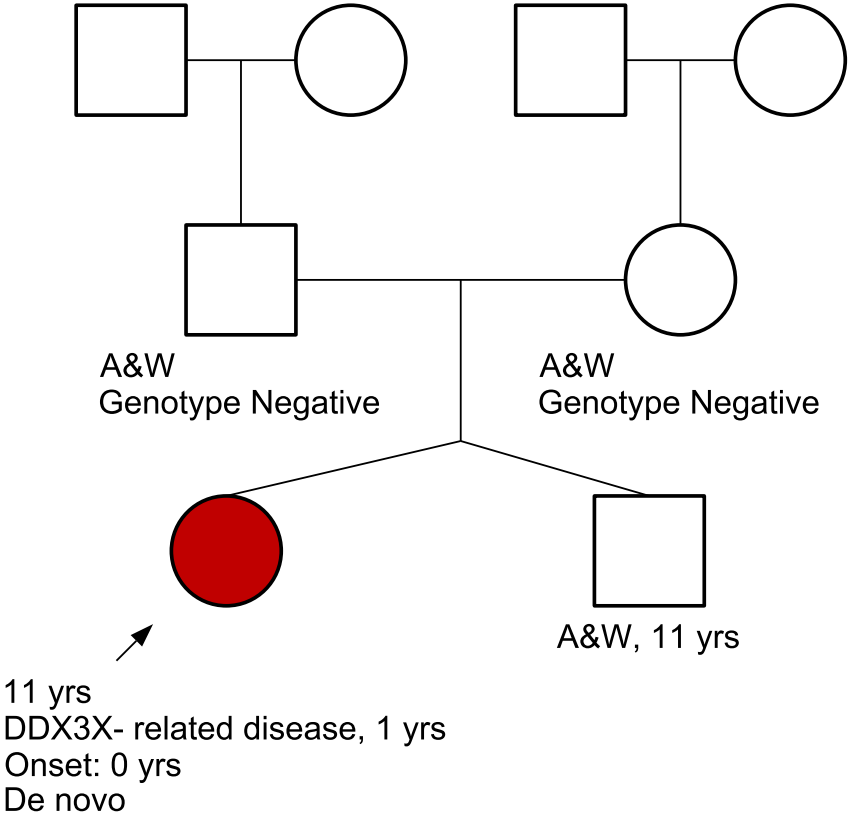 A&W
Genotype Negative
A&W
Genotype Negative
A&W, 11 yrs
11 yrs
DDX3X- related disease, 1 yrs
Onset: 0 yrs
De novo